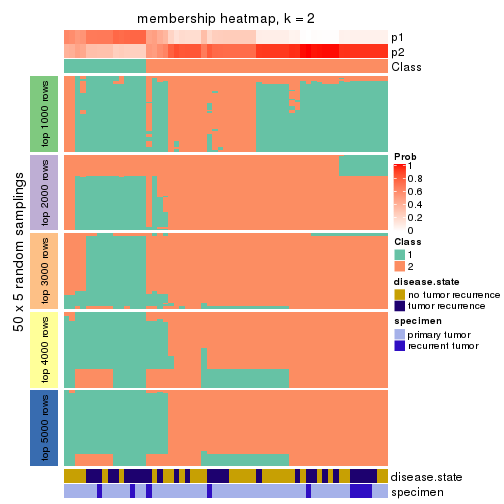 membership heatmap, k = 2
p1
p2
Class
50 x 5 random samplings
top 1000 rows
top 2000 rows
top 3000 rows
top 4000 rows
top 5000 rows
Prob
1
0.8
0.6
0.4
0.2
0
Class
1
2
disease.state
no tumor recurrence
tumor recurrence
specimen
primary tumor
recurrent tumor
disease.state
specimen